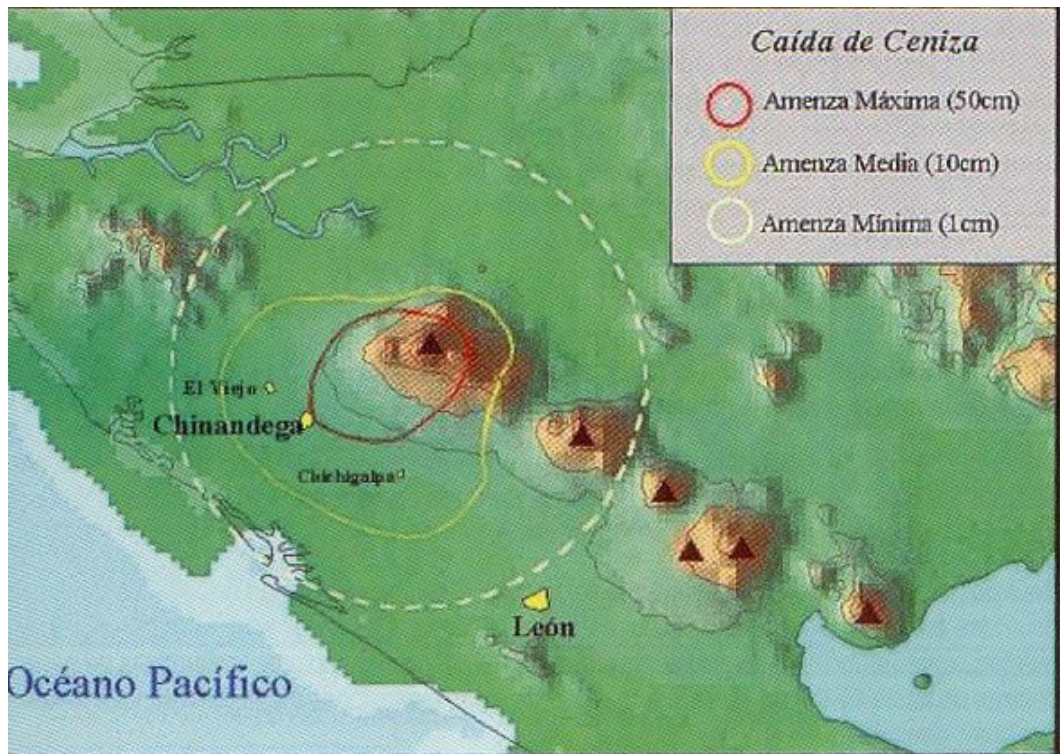 Caída de Ceniza
Amenza Máxima (50cm)
Amenza Media (10cm)
Amenza Mínima (1cm)
El Viejo
Chinandega
Chichigalpa
León
Océano Pacífico